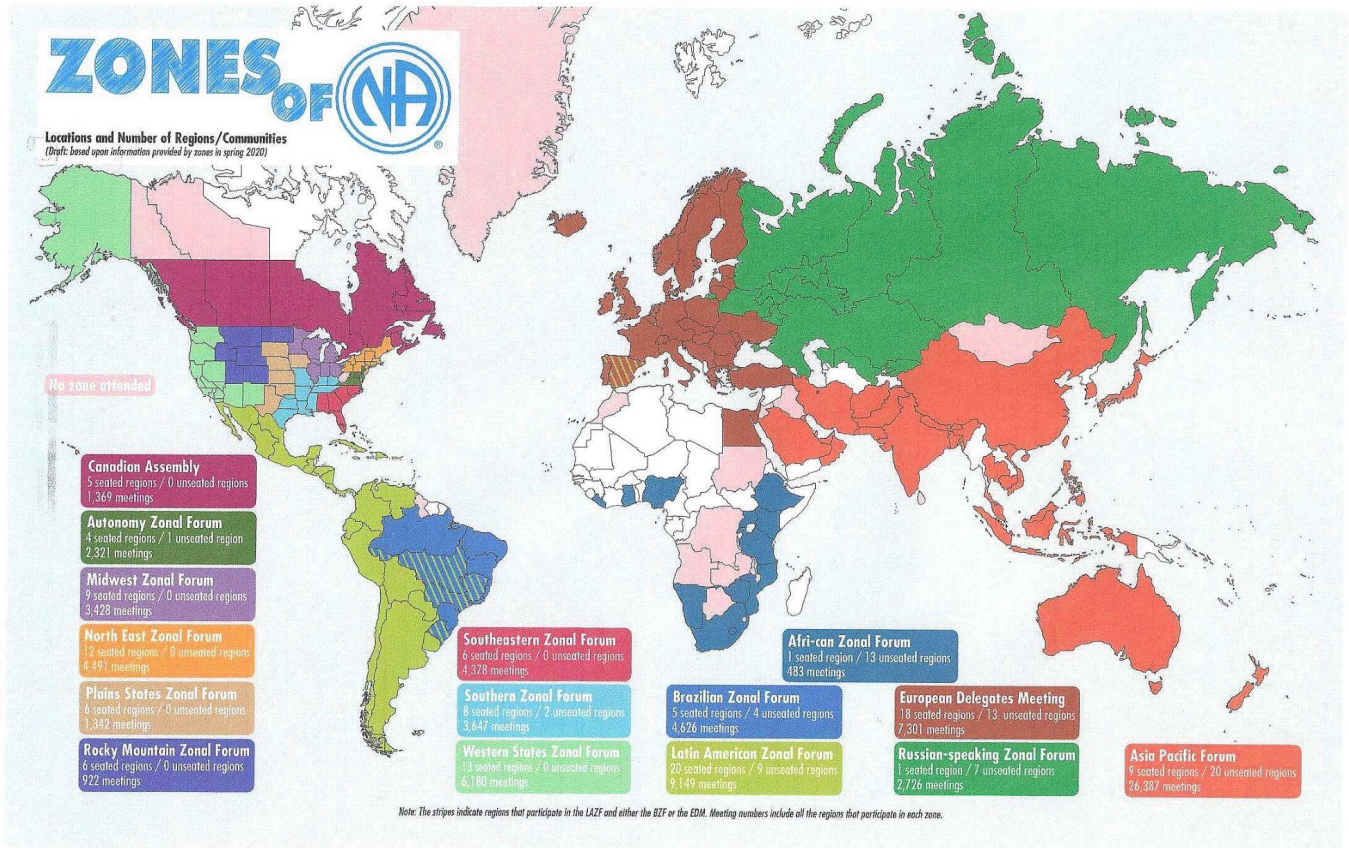 ZONES
OF NA ®
Locations and Number of Regions/Communities
(Draft: based upon information provided by zones in spring 2020)
No zone attended
Canadian Assembly
5 seated regions / 0 unseated regions
1,369 meetings
Autonomy Zonal Forum
4 seated regions / 1 unseated region
2,321 meetings
Midwest Zonal Forum
9 seated regions / 0 unseated regions
3,428 meetings
North East Zonal Forum
12 seated regions / 0 unseated regions
4,491 meetings
Plains States Zonal Forum
6 seated regions / 0 unseated regions
1,342 meetings
Rocky Mountain Zonal Forum
6 seated regions / 0 unseated regions
922 meetings
Southeastern Zonal Forum
6 seated regions / 0 unseated regions
4,378 meetings
Southern Zonal Forum
8 seated regions / 2 unseated regions
3,647 meetings
Western States Zonal Forum
13 seated regions / 0 unseated regions
6,180 meetings
Afri-can Zonal Forum
1 seated region / 13 unseated regions
483 meetings
Brazilian Zonal Forum
5 seated regions / 4 unseated regions
4,626 meetings
Latin American Zonal Forum
20 seated regions / 9 unseated regions
9,149 meetings
European Delegates Meeting
18 seated regions / 13 unseated regions
7,301 meetings
Russian-speaking Zonal Forum
1 seated region / 7 unseated regions
2,726 meetings
Asia Pacific Forum
9 seated regions / 20 unseated regions
26,387 meetings
Note: The stripes indicate regions that participate in the LAZF and either the BZF or the EDM. Meeting numbers include all the regions that participate in each zone.